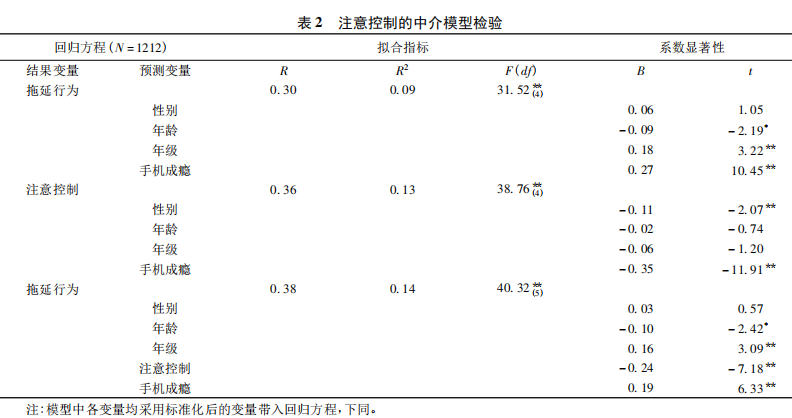 表 2 注意控制的中介模型检验
回归方程(N = 1212) 拟合指标 系数显著性
结果变量 预测变量 R R² F(df) B t
拖延行为 0. 30 0. 09 31. 52**(4)
性别 0. 06 1. 05
年龄 -0. 09 -2. 19*
年级 0. 18 3. 22**
手机成瘾 0. 27 10. 45**
注意控制 0. 36 0. 13 38. 76**(4)
性别 -0. 11 -2. 07**
年龄 -0. 02 -0. 74
年级 -0. 06 -1. 20
手机成瘾 -0. 35 -11. 91**
拖延行为 0. 38 0. 14 40. 32**(5)
性别 0. 03 0. 57
年龄 -0. 10 -2. 42*
年级 0. 16 3. 09**
注意控制 -0. 24 -7. 18**
手机成瘾 0. 19 6. 33**
注:模型中各变量均采用标准化后的变量带入回归方程,下同。